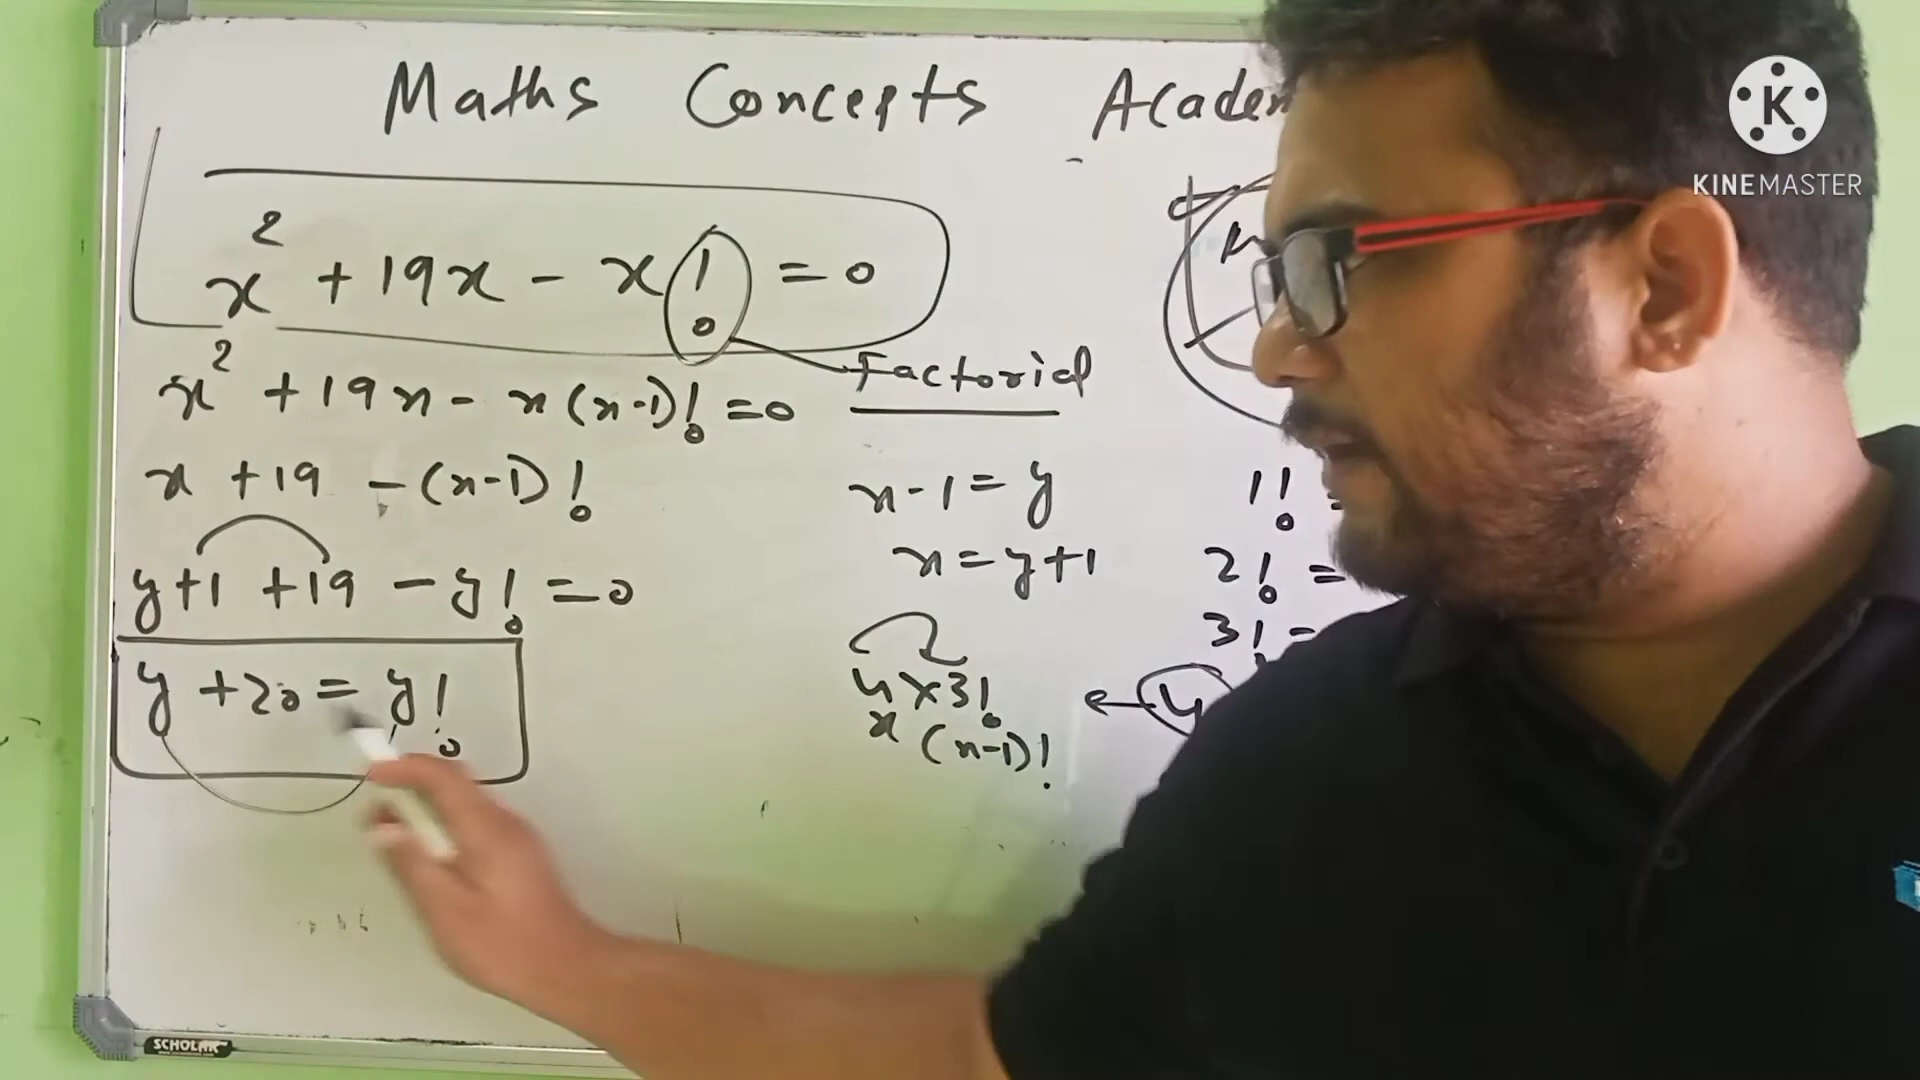 Maths Concepts Academ
K
KINEMASTER
x² + 19x - x! = 0
Factorial
x² + 19x - x(x-1)! = 0
x + 19 - (x-1)!
y+1 +19 - y! = 0
y +20 = y!
x-1 = y
x = y+1
4×3!
x (x-1)!
1! =
2! =
3! =
4
SCHOLAR